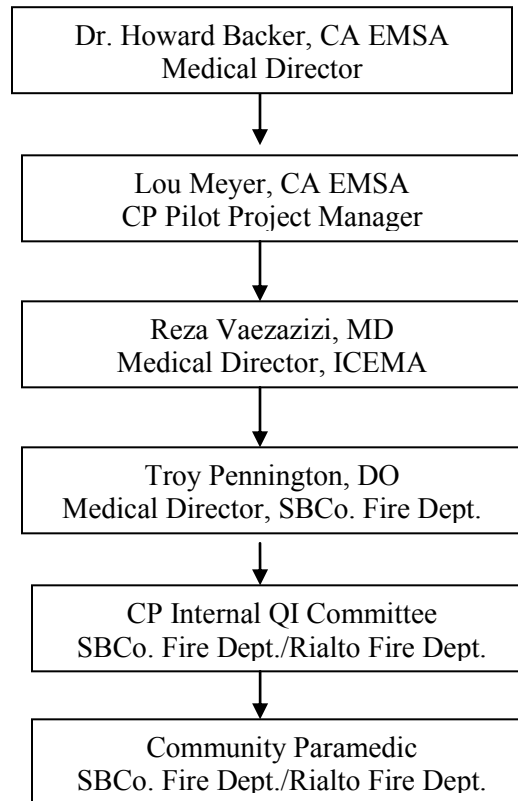 Dr. Howard Backer, CA EMSA
Medical Director
Lou Meyer, CA EMSA
CP Pilot Project Manager
Reza Vaezazizi, MD
Medical Director, ICEMA
Troy Pennington, DO
Medical Director, SBCo. Fire Dept.
CP Internal QI Committee
SBCo. Fire Dept./Rialto Fire Dept.
Community Paramedic
SBCo. Fire Dept./Rialto Fire Dept.